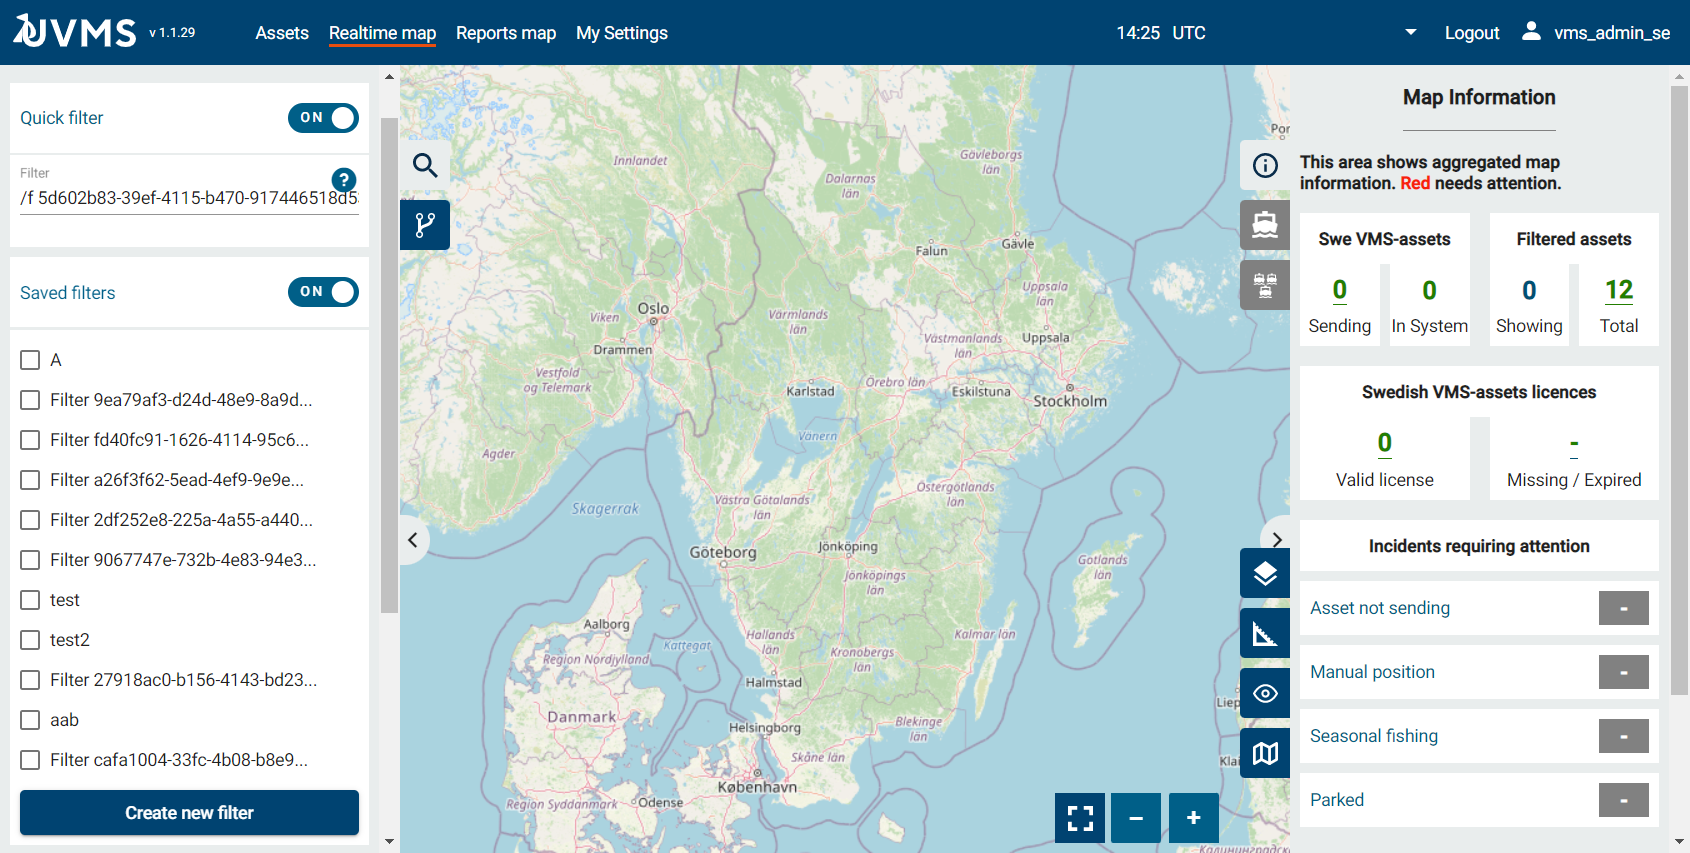 UVMS v 1.1.29 Assets Realtime map Reports map My Settings 14:25 UTC Logout vms_admin_se
Quick filter
ON
Filter
?
/f 5d602b83-39ef-4115-b470-917446518d5
Saved filters
ON
A
Filter 9ea79af3-d24d-48e9-8a9d...
Filter fd40fc91-1626-4114-95c6...
Filter a26f3f62-5ead-4ef9-9e9e...
Filter 2df252e8-225a-4a55-a440...
Filter 9067747e-732b-4e83-94e3...
test
test2
Filter 27918ac0-b156-4143-bd23...
aab
Filter cafa1004-33fc-4b08-b8e9...
Create new filter
Innlandet
Gävleborgs
län
Dalarnas
län
Falun
Gävle
Oslo
Viken
Drammen
Värmlands
län
Uppsala
län
Västmanlands
län
Uppsala
Vestfold
og Telemark
Karlstad
Örebro län
Eskilstuna
Stockholm
Vänern
Agder
Östergötlands
län
Västra Götalands
län
Skagerrak
Göteborg
Jönköping
Jönköpings
län
Gotlands
län
Aalborg
Hallands
län
Kalmar län
Kattegat
Region Nordjylland
Kronobergs
län
Halmstad
Danmark
Helsingborg
Blekinge
län
Skåne län
København
Region Syddanmark
Odense
Por
Liep
Klai
−
+
Map Information
This area shows aggregated map
information. Red needs attention.
Swe VMS-assets
0
Sending
0
In System
Filtered assets
0
Showing
12
Total
Swedish VMS-assets licences
0
Valid license
-
Missing / Expired
Incidents requiring attention
Asset not sending -
Manual position -
Seasonal fishing -
Parked -